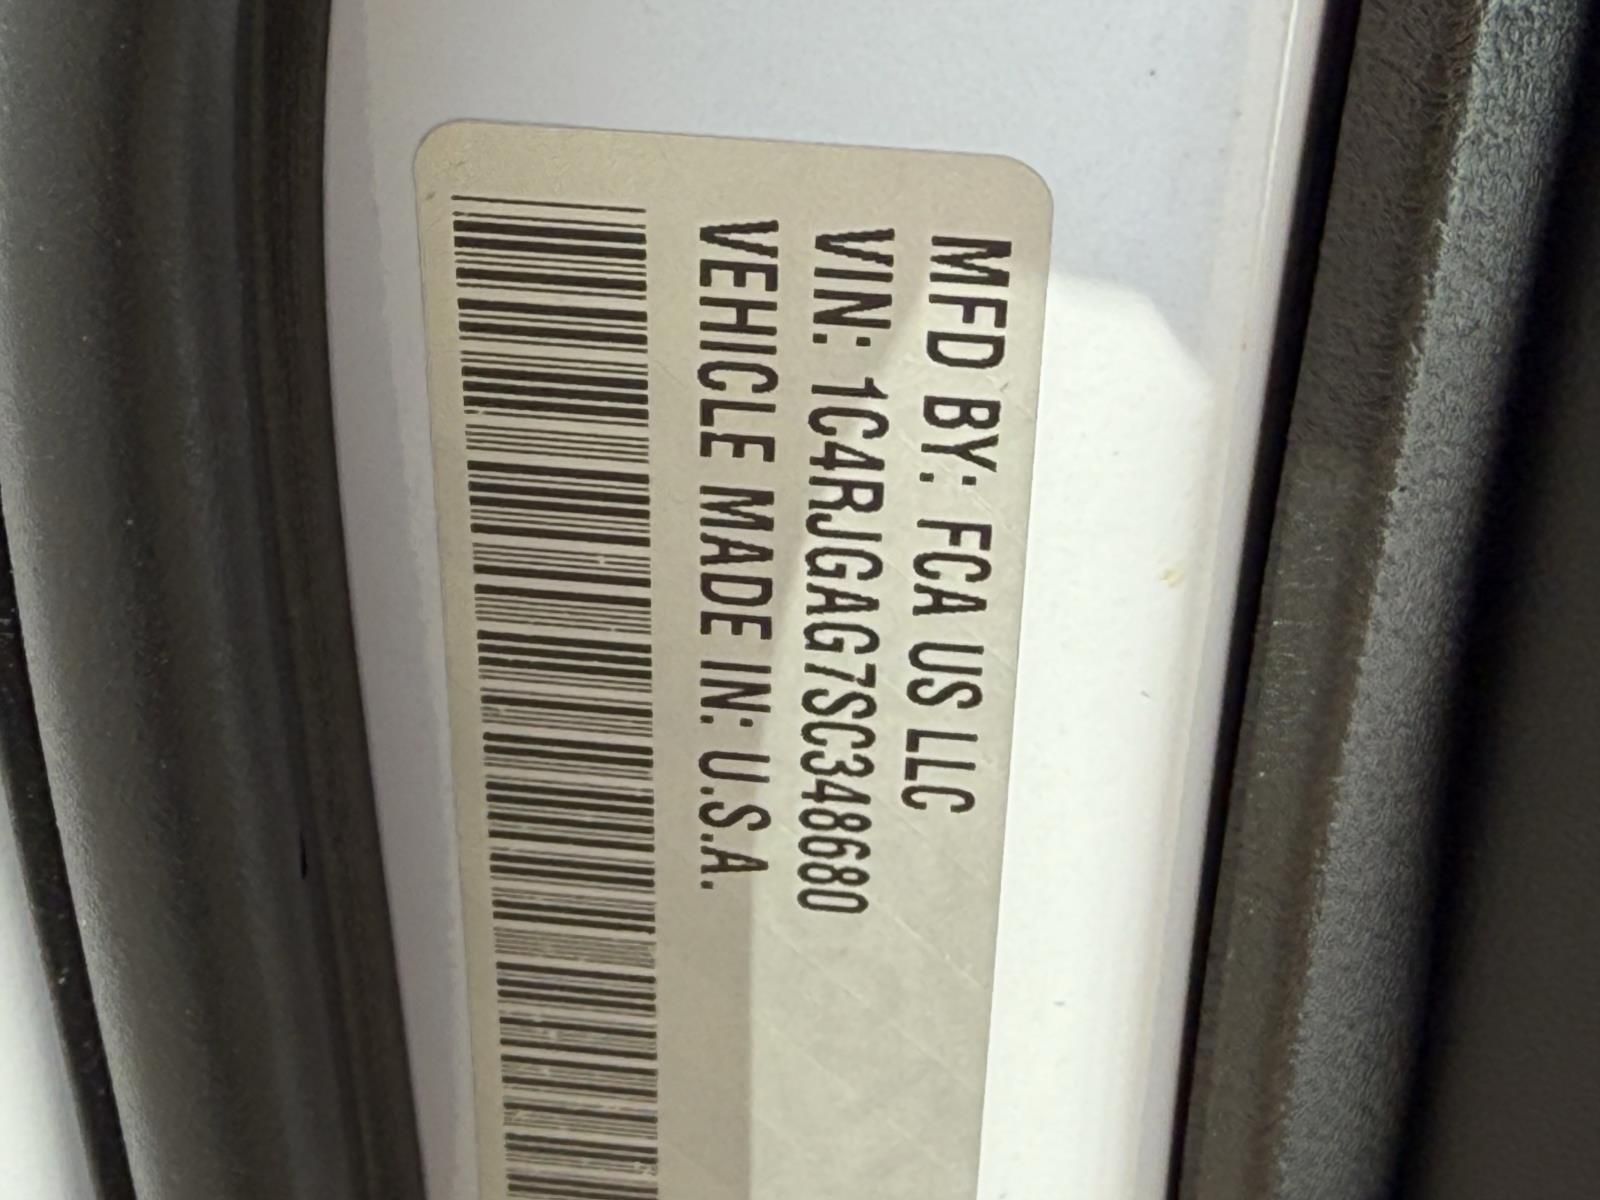 MFD BY: FCA US LLC
VIN: 1C4RJGAG7SC348680
VEHICLE MADE IN: U.S.A.